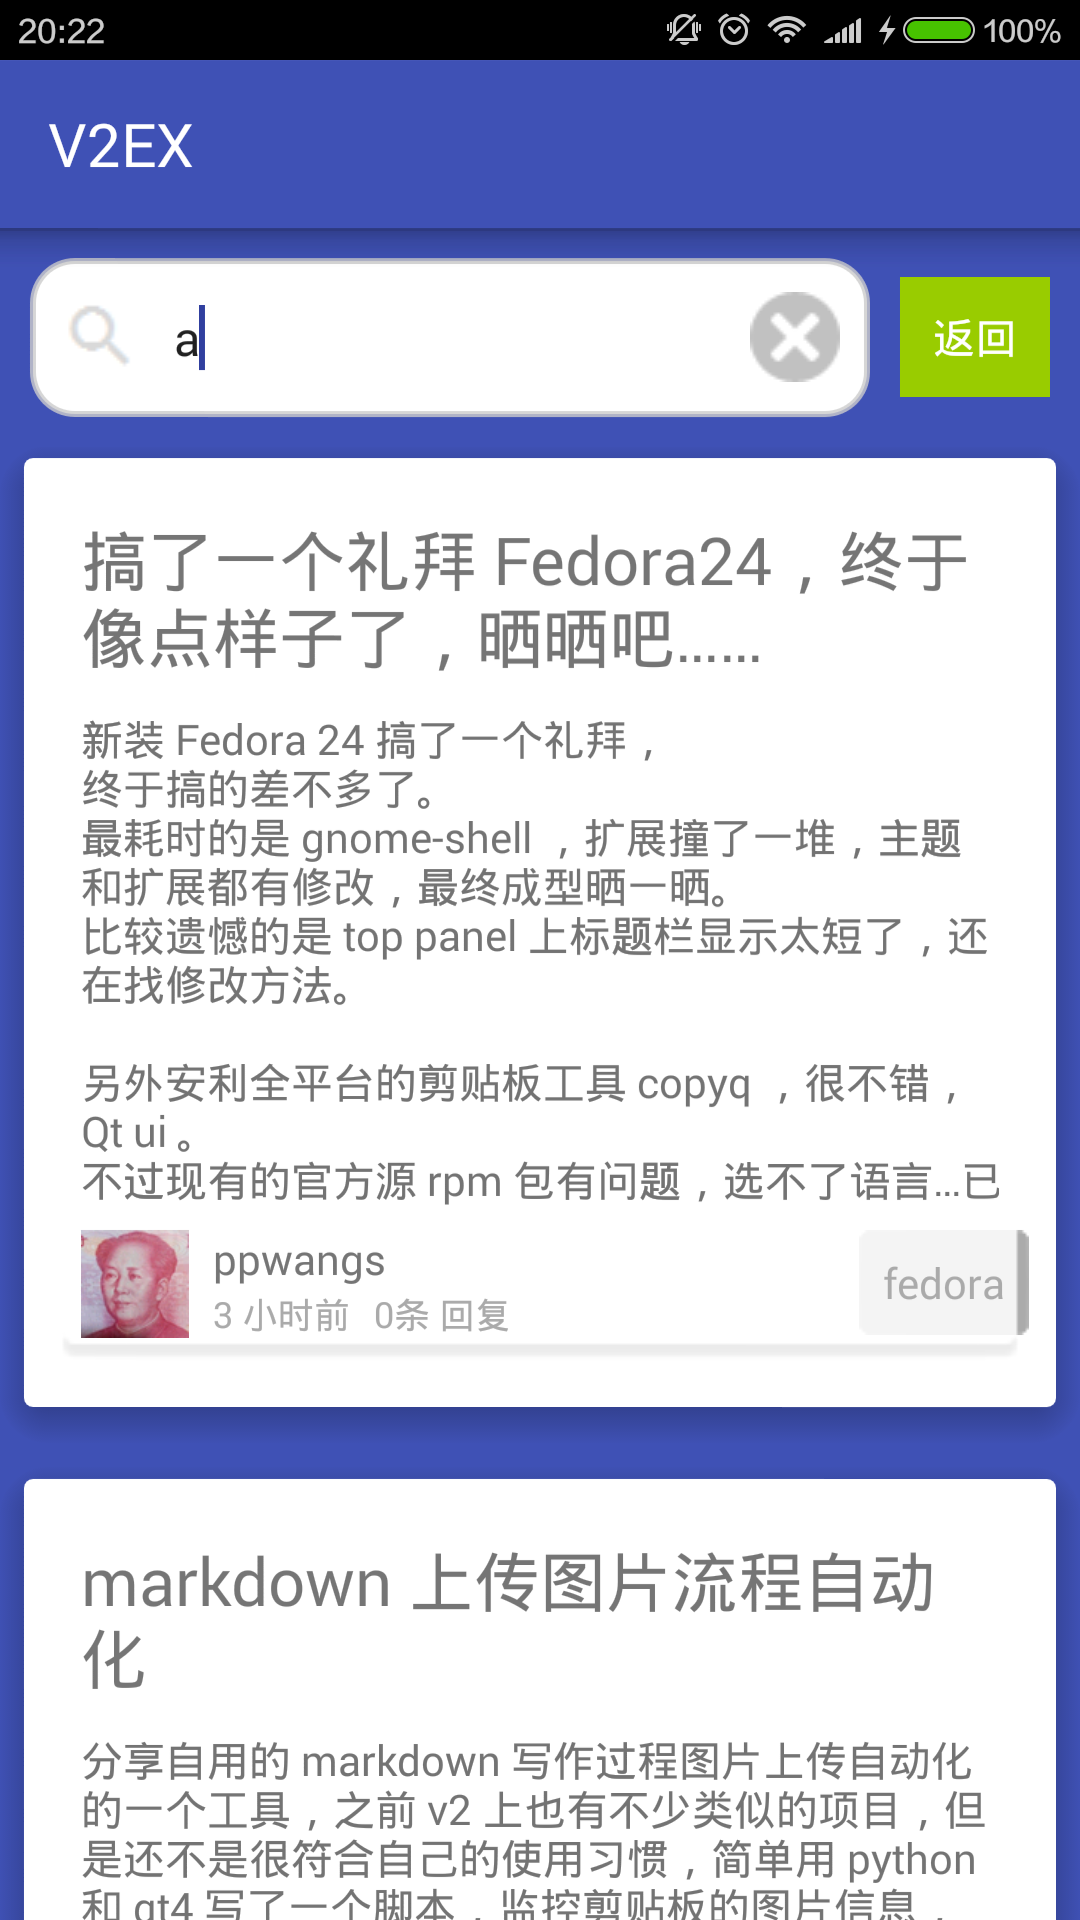 20:22
100%
V2EX
a
返回
搞了一个礼拜 Fedora24，终于
像点样子了，晒晒吧......
新装 Fedora 24 搞了一个礼拜，
终于搞的差不多了。
最耗时的是 gnome-shell ，扩展撞了一堆，主题
和扩展都有修改，最终成型晒一晒。
比较遗憾的是 top panel 上标题栏显示太短了，还
在找修改方法。
另外安利全平台的剪贴板工具 copyq ，很不错，
Qt ui 。
不过现有的官方源 rpm 包有问题，选不了语言...已
ppwangs
fedora
3 小时前 0条 回复
markdown 上传图片流程自动
化
分享自用的 markdown 写作过程图片上传自动化
的一个工具，之前 v2 上也有不少类似的项目，但
是还不是很符合自己的使用习惯，简单用 python
和 qt4 写了一个脚本，监控剪贴板的图片信息，